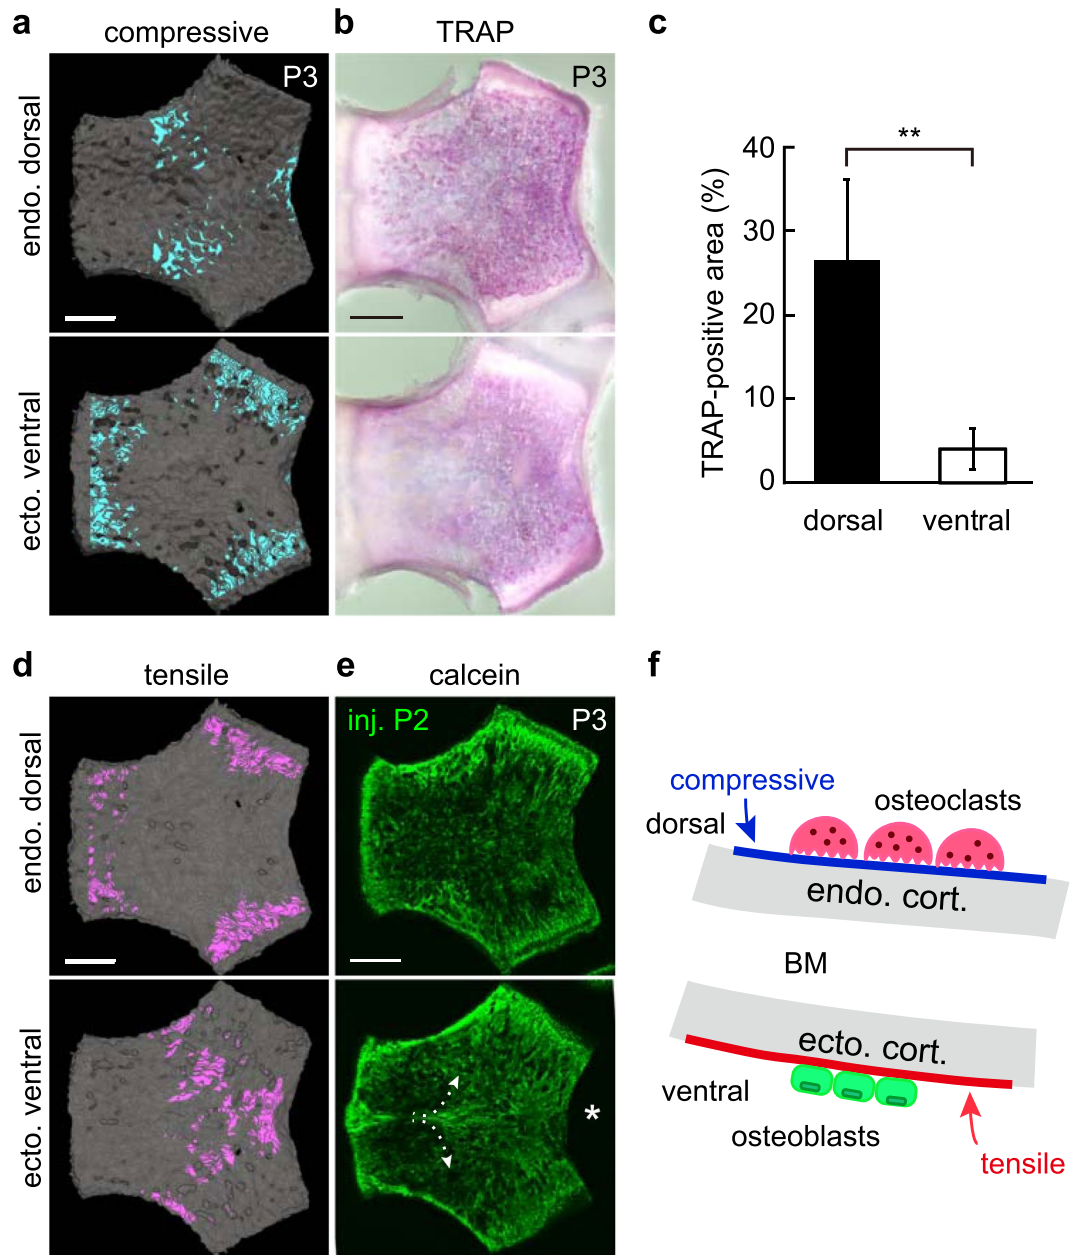 a
compressive
b
TRAP
c
endo. dorsal
P3
P3
ecto. ventral
**
TRAP-positive area (%)
40
30
20
10
0
dorsal
ventral
d
tensile
e
calcein
f
endo. dorsal
inj. P2
P3
ecto. ventral
*
compressive
osteoclasts
dorsal
endo. cort.
BM
ecto. cort.
ventral
osteoblasts
tensile